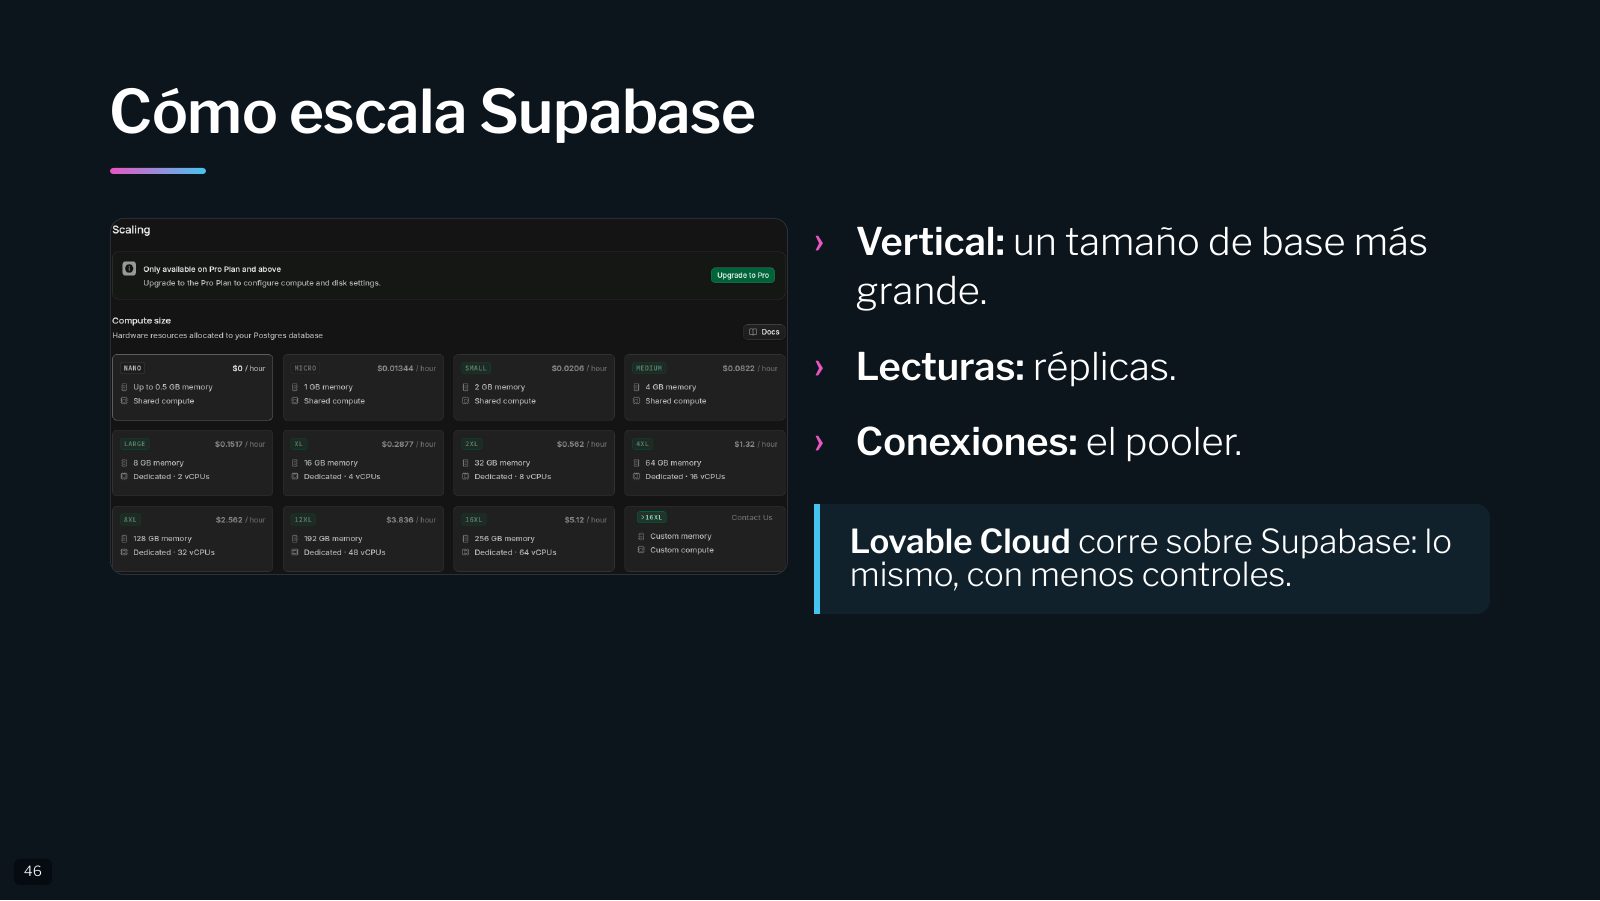 Cómo escala Supabase
Scaling
Only available on Pro Plan and above
Upgrade to the Pro Plan to configure compute and disk settings.
Upgrade to Pro
Compute size
Hardware resources allocated to your Postgres database
Docs
NANO $0 / hour
Up to 0.5 GB memory
Shared compute
MICRO $0.01344 / hour
1 GB memory
Shared compute
SMALL $0.0206 / hour
2 GB memory
Shared compute
MEDIUM $0.0822 / hour
4 GB memory
Shared compute
LARGE $0.1517 / hour
8 GB memory
Dedicated · 2 vCPUs
XL $0.2877 / hour
16 GB memory
Dedicated · 4 vCPUs
2XL $0.562 / hour
32 GB memory
Dedicated · 8 vCPUs
4XL $1.32 / hour
64 GB memory
Dedicated · 16 vCPUs
8XL $2.562 / hour
128 GB memory
Dedicated · 32 vCPUs
12XL $3.836 / hour
192 GB memory
Dedicated · 48 vCPUs
16XL $5.12 / hour
256 GB memory
Dedicated · 64 vCPUs
>16XL Contact Us
Custom memory
Custom compute
› Vertical: un tamaño de base más
grande.
› Lecturas: réplicas.
› Conexiones: el pooler.
Lovable Cloud corre sobre Supabase: lo
mismo, con menos controles.
46